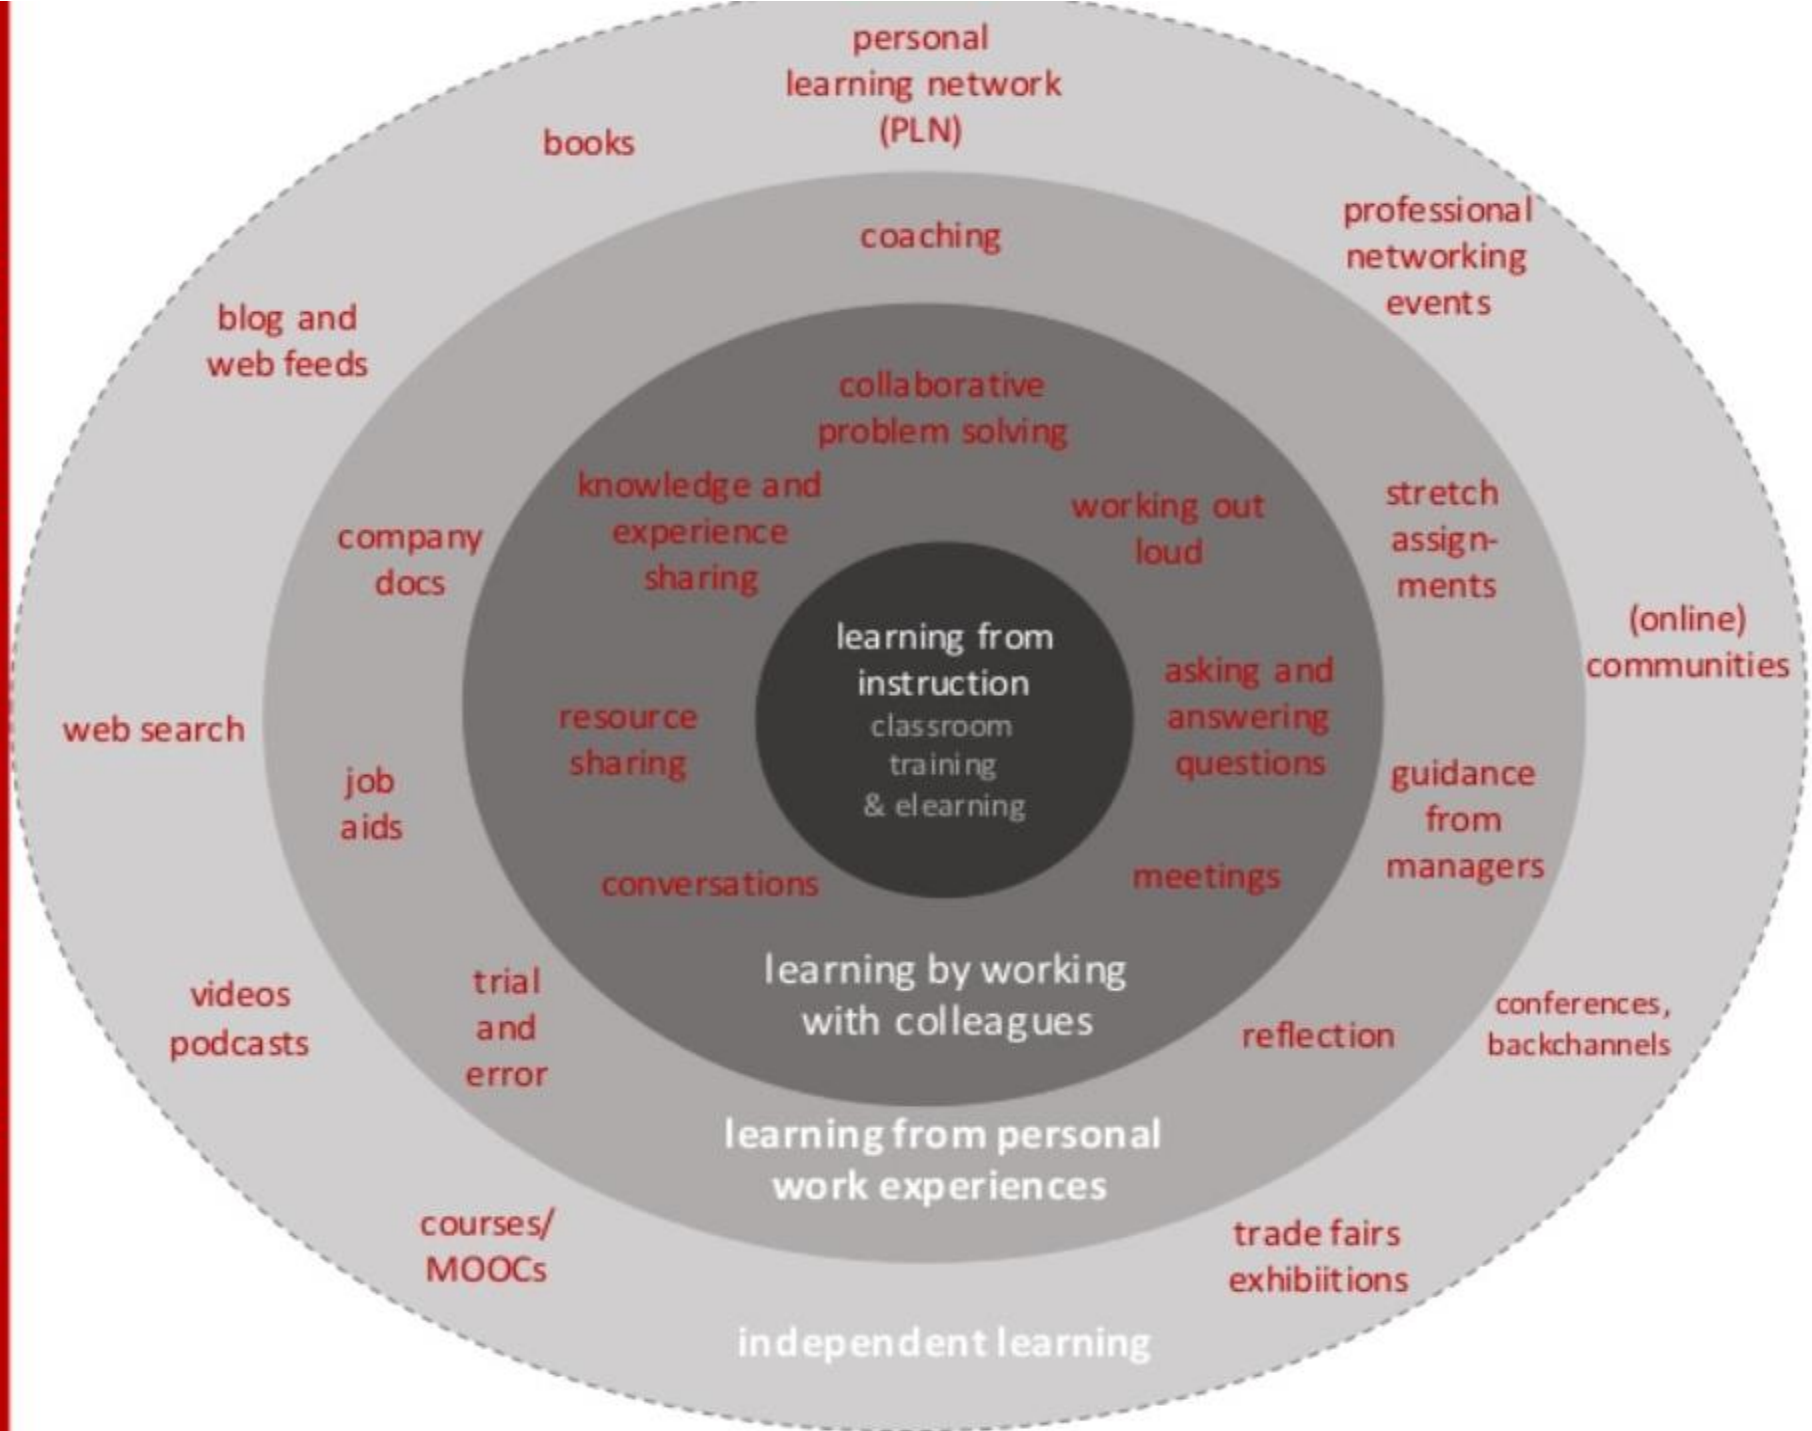 personal
learning network
(PLN)
books
professional
networking
events
coaching
blog and
web feeds
collaborative
problem solving
knowledge and
experience
sharing
working out
loud
stretch
assign-
ments
company
docs
(online)
communities
learning from
instruction
classroom
training
& elearning
asking and
answering
questions
resource
sharing
web search
job
aids
guidance
from
managers
conversations
meetings
learning by working
with colleagues
videos
podcasts
trial
and
error
reflection
conferences,
backchannels
learning from personal
work experiences
courses/
MOOCs
trade fairs
exhibiitions
independent learning